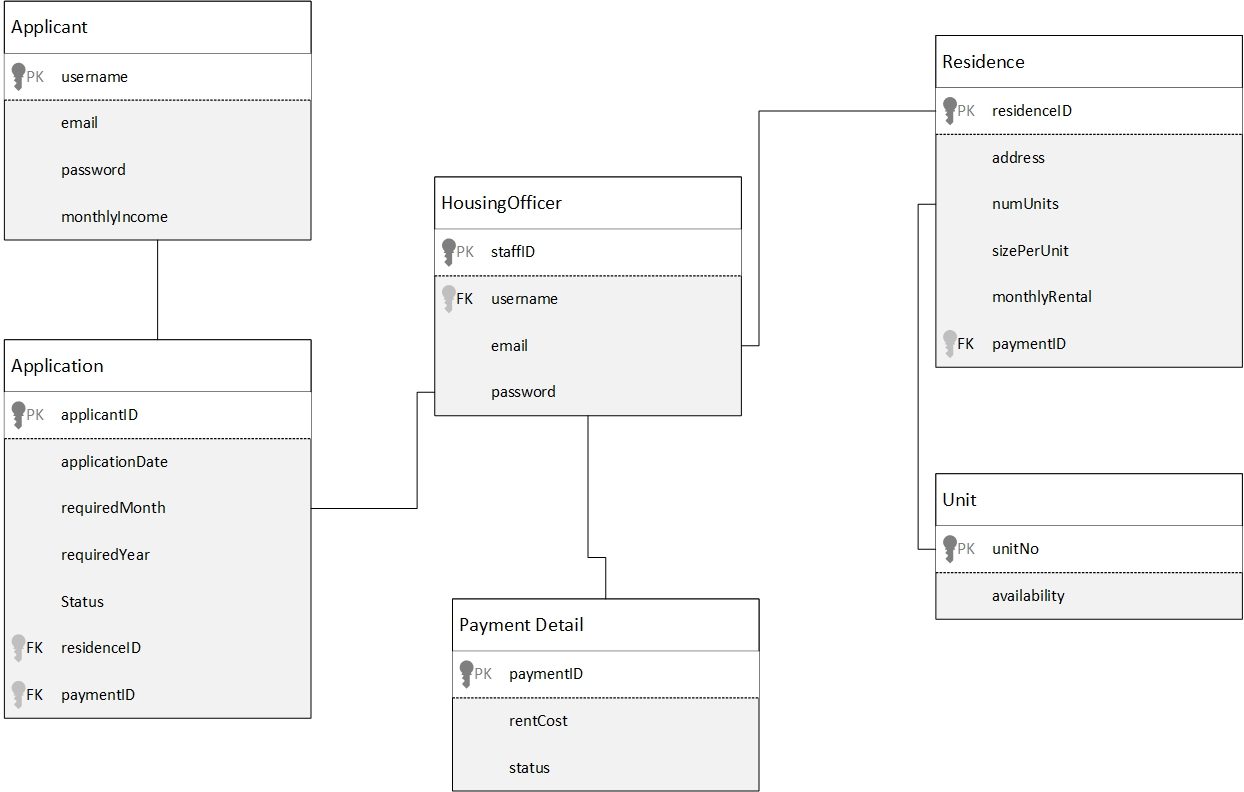 Applicant
PK username
email
password
monthlyIncome
Application
PK applicantID
applicationDate
requiredMonth
requiredYear
Status
FK residenceID
FK paymentID
HousingOfficer
PK staffID
FK username
email
password
Payment Detail
PK paymentID
rentCost
status
Residence
PK residenceID
address
numUnits
sizePerUnit
monthlyRental
FK paymentID
Unit
PK unitNo
availability